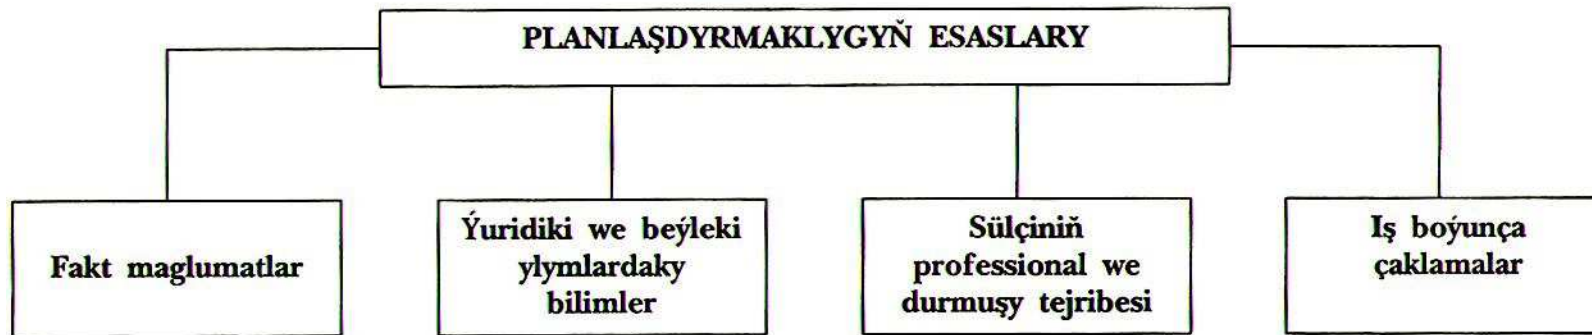 PLANLAŞDYRMAKLYGYŇ ESASLARY
Fakt maglumatlar
Ýuridiki we beýleki
ylymlardaky
bilimler
Sülçiniň
professional we
durmuşy tejribesi
Iş boýunça
çaklamalar